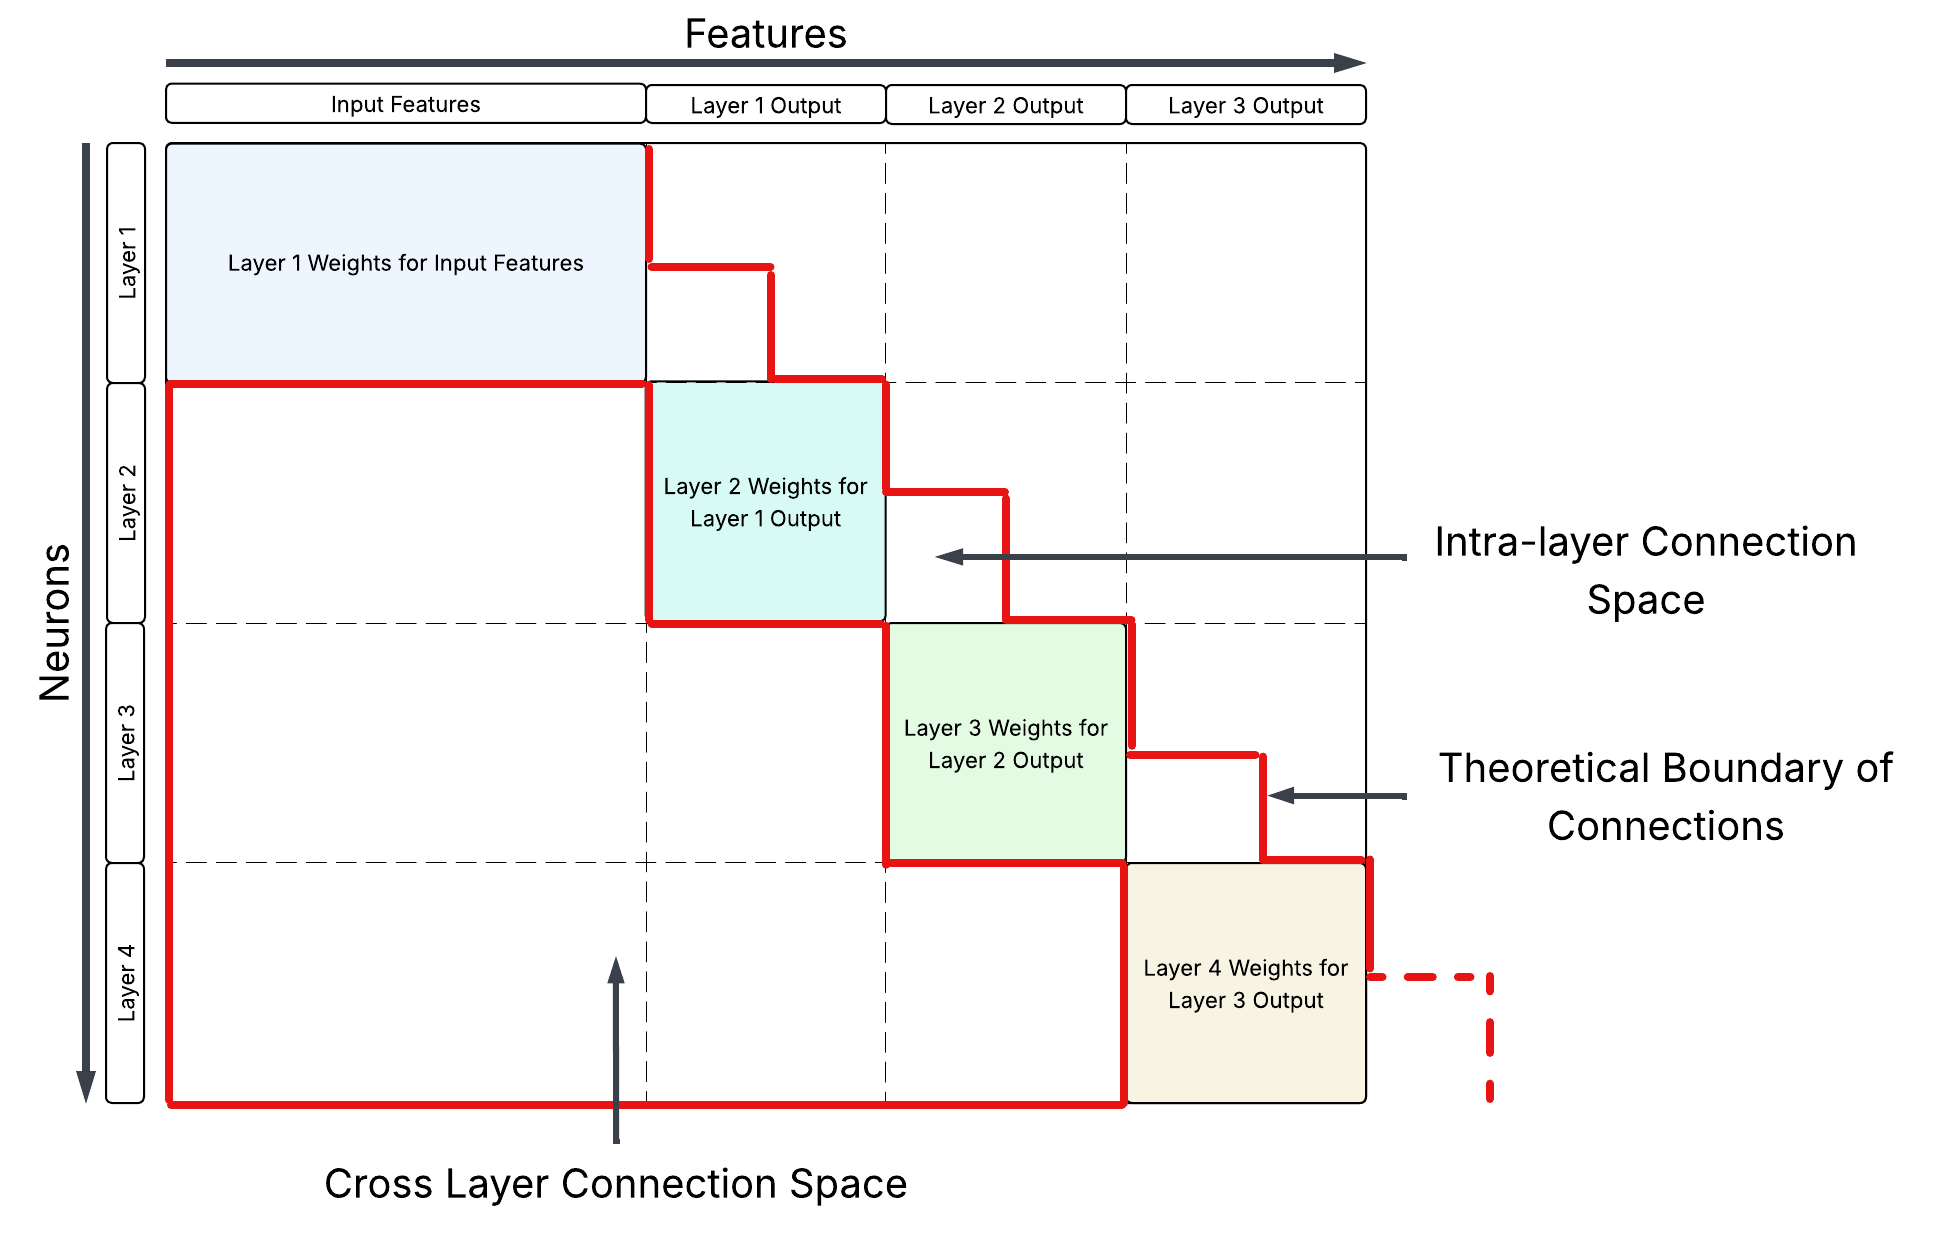 Features
Input Features
Layer 1 Output
Layer 2 Output
Layer 3 Output
Neurons
Layer 1
Layer 2
Layer 3
Layer 4
Layer 1 Weights for Input Features
Layer 2 Weights for
Layer 1 Output
Layer 3 Weights for
Layer 2 Output
Layer 4 Weights for
Layer 3 Output
Intra-layer Connection
Space
Theoretical Boundary of
Connections
Cross Layer Connection Space